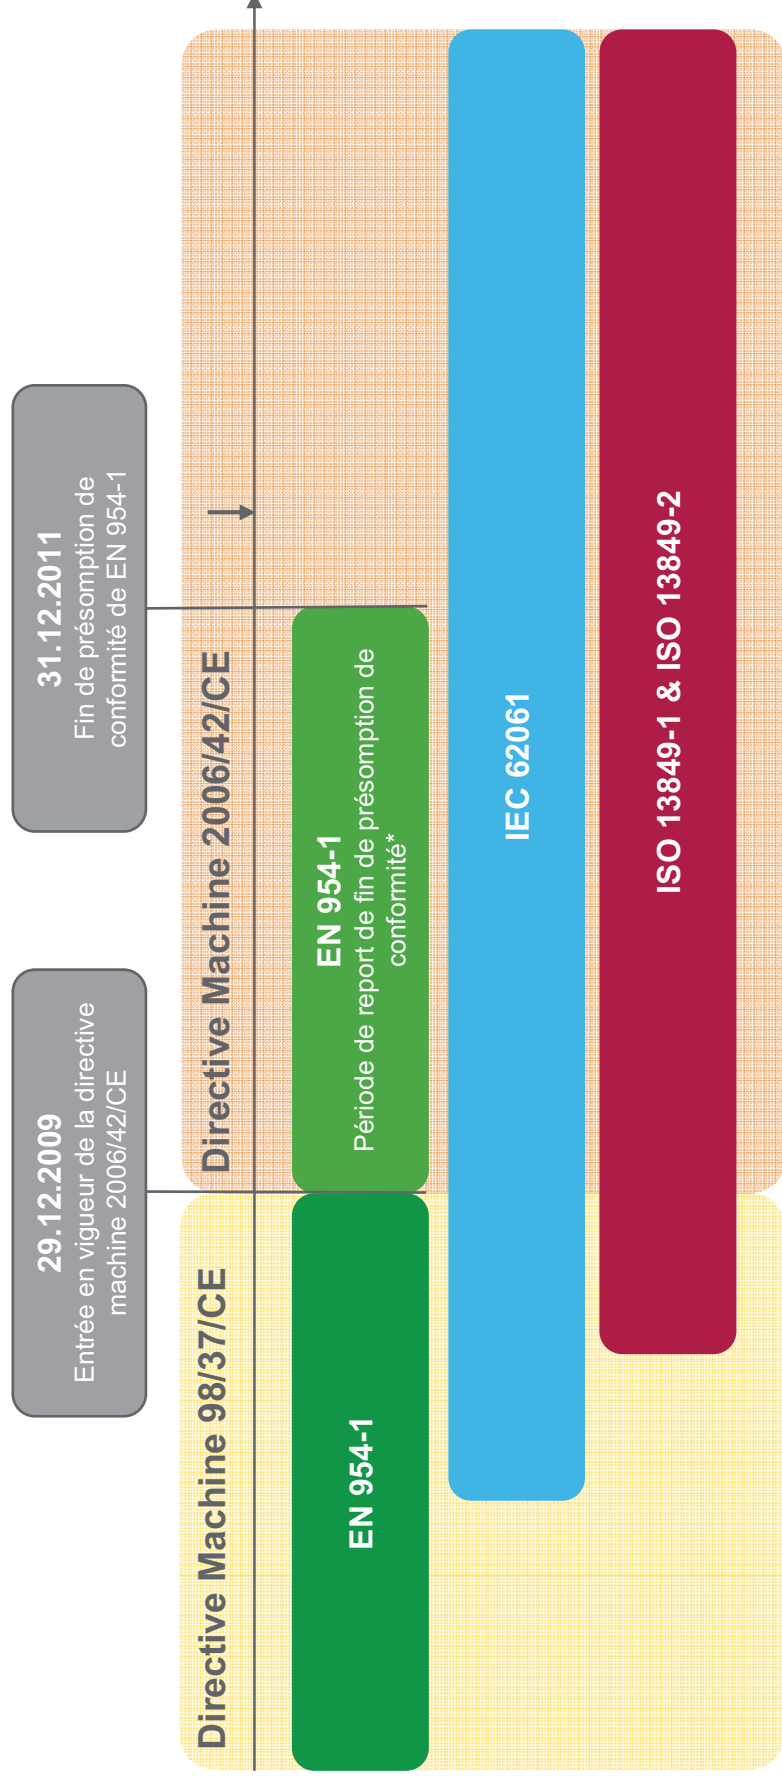 29.12.2009
Entrée en vigueur de la directive
machine 2006/42/CE
31.12.2011
Fin de présomption de
conformité de EN 954-1
Directive Machine 98/37/CE
Directive Machine 2006/42/CE
EN 954-1
EN 954-1
Période de report de fin de présomption de
conformité*
IEC 62061
ISO 13849-1 & ISO 13849-2